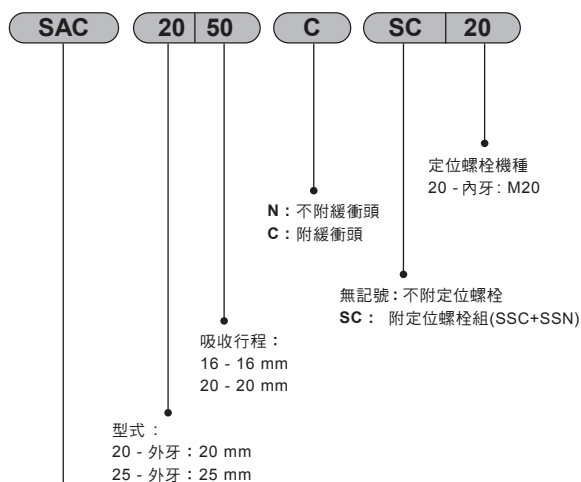 SAC 20 50 C SC 20
定位螺栓機種
20 - 內牙: M20
N：不附緩衝頭
C：附緩衝頭
無記號：不附定位螺栓
SC： 附定位螺栓組(SSC+SSN)
吸收行程：
16 - 16 mm
20 - 20 mm
型式：
20 - 外牙：20 mm
25 - 外牙：25 mm